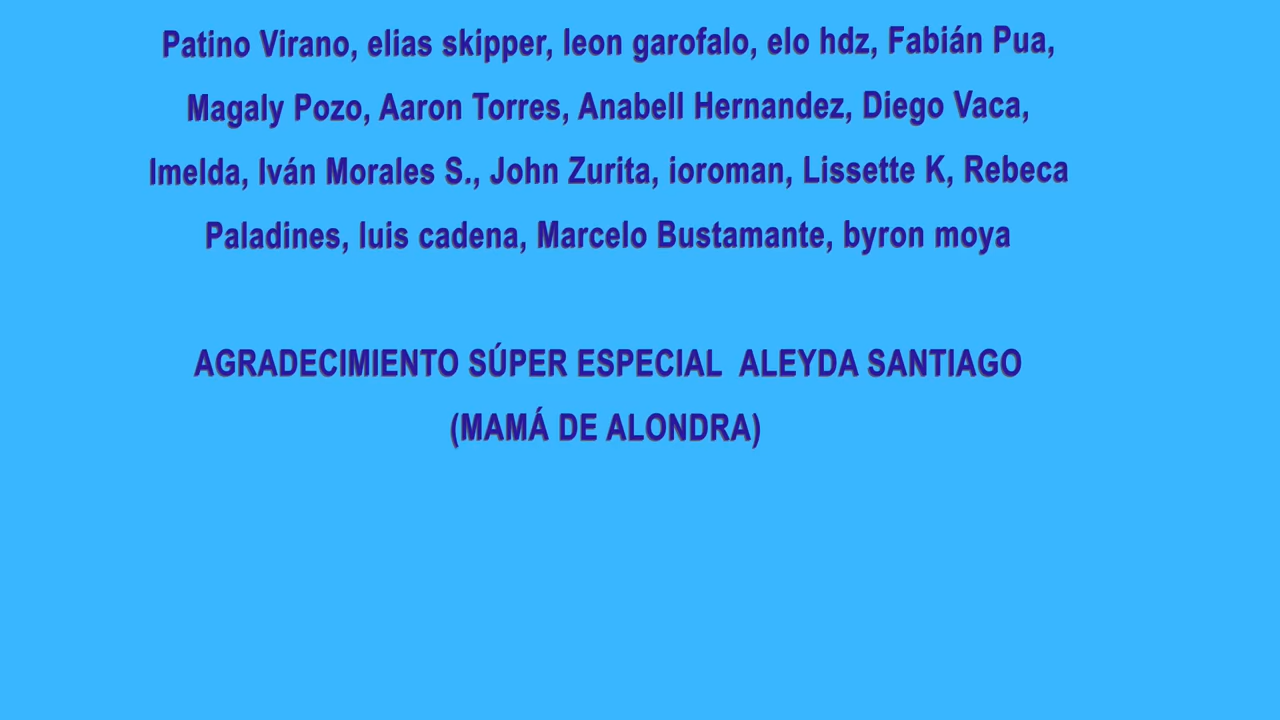 Patino Virano, elias skipper, leon garofalo, elo hdz, Fabián Pua,
Magaly Pozo, Aaron Torres, Anabell Hernandez, Diego Vaca,
Imelda, Iván Morales S., John Zurita, ioroman, Lissette K, Rebeca
Paladines, luis cadena, Marcelo Bustamante, byron moya
AGRADECIMIENTO SÚPER ESPECIAL ALEYDA SANTIAGO
(MAMÁ DE ALONDRA)